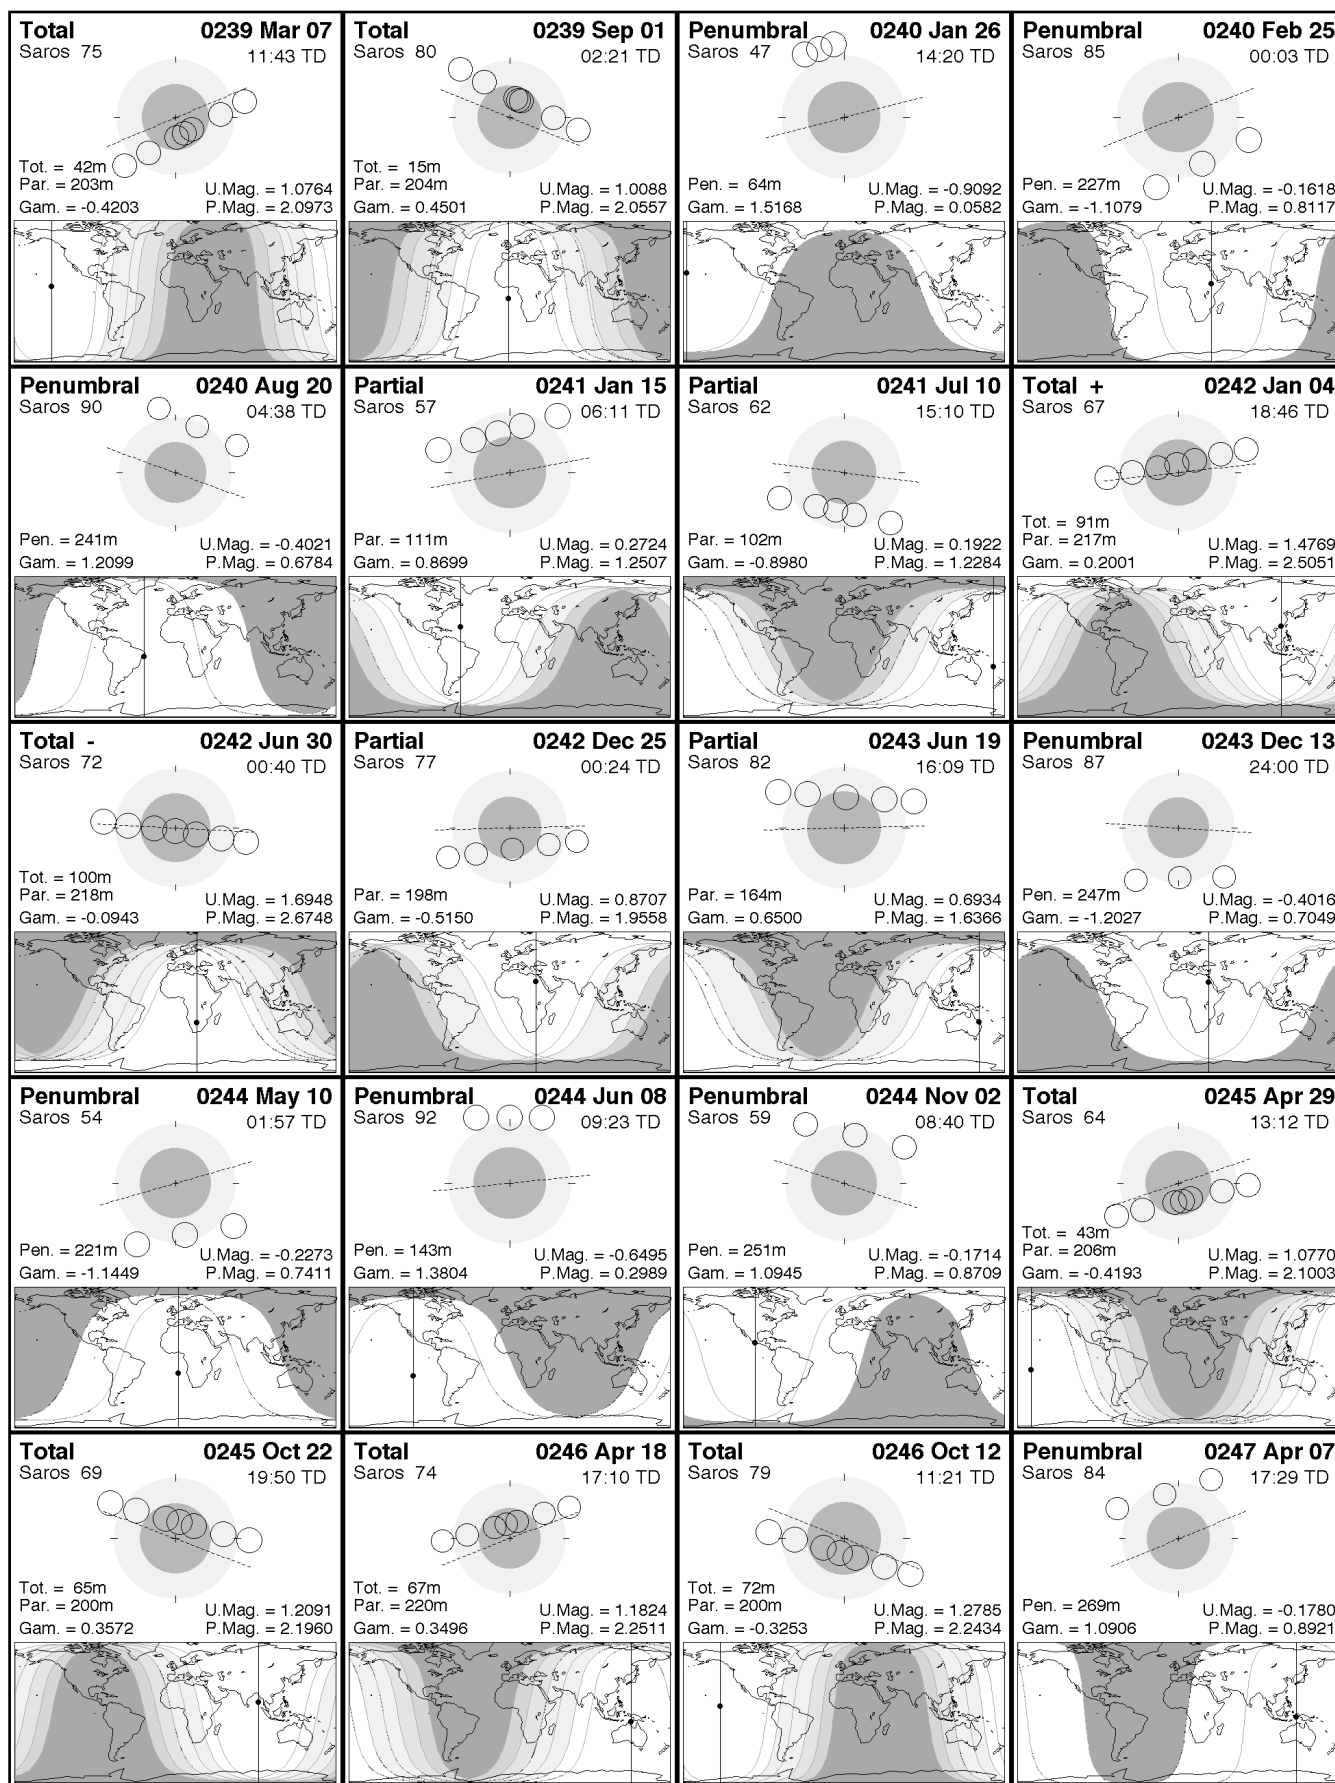 Total 0239 Mar 07
Saros 75 11:43 TD
Tot. = 42m
Par. = 203m U.Mag. = 1.0764
Gam. = -0.4203 P.Mag. = 2.0973
Total 0239 Sep 01
Saros 80 02:21 TD
Tot. = 15m
Par. = 204m U.Mag. = 1.0088
Gam. = 0.4501 P.Mag. = 2.0557
Penumbral 0240 Jan 26
Saros 47 14:20 TD
Pen. = 64m U.Mag. = -0.9092
Gam. = 1.5168 P.Mag. = 0.0582
Penumbral 0240 Feb 25
Saros 85 00:03 TD
Pen. = 227m U.Mag. = -0.1618
Gam. = -1.1079 P.Mag. = 0.8117
Penumbral 0240 Aug 20
Saros 90 04:38 TD
Pen. = 241m U.Mag. = -0.4021
Gam. = 1.2099 P.Mag. = 0.6784
Partial 0241 Jan 15
Saros 57 06:11 TD
Par. = 111m U.Mag. = 0.2724
Gam. = 0.8699 P.Mag. = 1.2507
Partial 0241 Jul 10
Saros 62 15:10 TD
Par. = 102m U.Mag. = 0.1922
Gam. = -0.8980 P.Mag. = 1.2284
Total + 0242 Jan 04
Saros 67 18:46 TD
Tot. = 91m
Par. = 217m U.Mag. = 1.4769
Gam. = 0.2001 P.Mag. = 2.5051
Total - 0242 Jun 30
Saros 72 00:40 TD
Tot. = 100m
Par. = 218m U.Mag. = 1.6948
Gam. = -0.0943 P.Mag. = 2.6748
Partial 0242 Dec 25
Saros 77 00:24 TD
Par. = 198m U.Mag. = 0.8707
Gam. = -0.5150 P.Mag. = 1.9558
Partial 0243 Jun 19
Saros 82 16:09 TD
Par. = 164m U.Mag. = 0.6934
Gam. = 0.6500 P.Mag. = 1.6366
Penumbral 0243 Dec 13
Saros 87 24:00 TD
Pen. = 247m U.Mag. = -0.4016
Gam. = -1.2027 P.Mag. = 0.7049
Penumbral 0244 May 10
Saros 54 01:57 TD
Pen. = 221m U.Mag. = -0.2273
Gam. = -1.1449 P.Mag. = 0.7411
Penumbral 0244 Jun 08
Saros 92 09:23 TD
Pen. = 143m U.Mag. = -0.6495
Gam. = 1.3804 P.Mag. = 0.2989
Penumbral 0244 Nov 02
Saros 59 08:40 TD
Pen. = 251m U.Mag. = -0.1714
Gam. = 1.0945 P.Mag. = 0.8709
Total 0245 Apr 29
Saros 64 13:12 TD
Tot. = 43m
Par. = 206m U.Mag. = 1.0770
Gam. = -0.4193 P.Mag. = 2.1003
Total 0245 Oct 22
Saros 69 19:50 TD
Tot. = 65m
Par. = 200m U.Mag. = 1.2091
Gam. = 0.3572 P.Mag. = 2.1960
Total 0246 Apr 18
Saros 74 17:10 TD
Tot. = 67m
Par. = 220m U.Mag. = 1.1824
Gam. = 0.3496 P.Mag. = 2.2511
Total 0246 Oct 12
Saros 79 11:21 TD
Tot. = 72m
Par. = 200m U.Mag. = 1.2785
Gam. = -0.3253 P.Mag. = 2.2434
Penumbral 0247 Apr 07
Saros 84 17:29 TD
Pen. = 269m U.Mag. = -0.1780
Gam. = 1.0906 P.Mag. = 0.8921